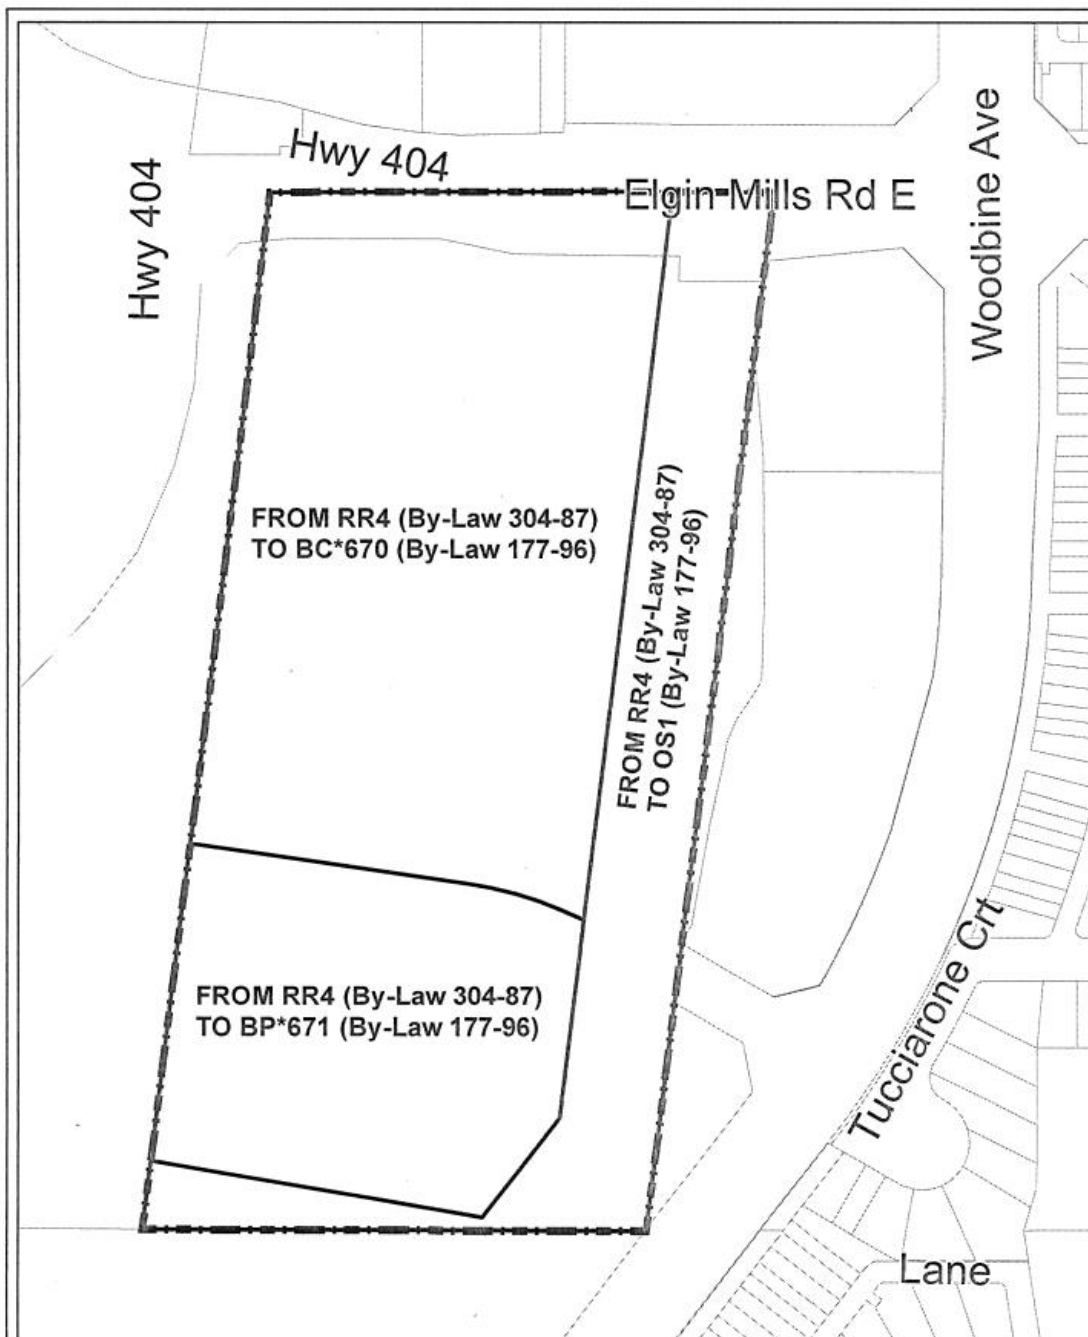 Hwy 404
Hwy 404
Elgin Mills Rd E
Woodbine Ave
FROM RR4 (By-Law 304-87)
TO BC*670 (By-Law 177-96)
FROM RR4 (By-Law 304-87)
TO OS1 (By-Law 177-96)
FROM RR4 (By-Law 304-87)
TO BP*671 (By-Law 177-96)
Tucciarone Crt
Lane